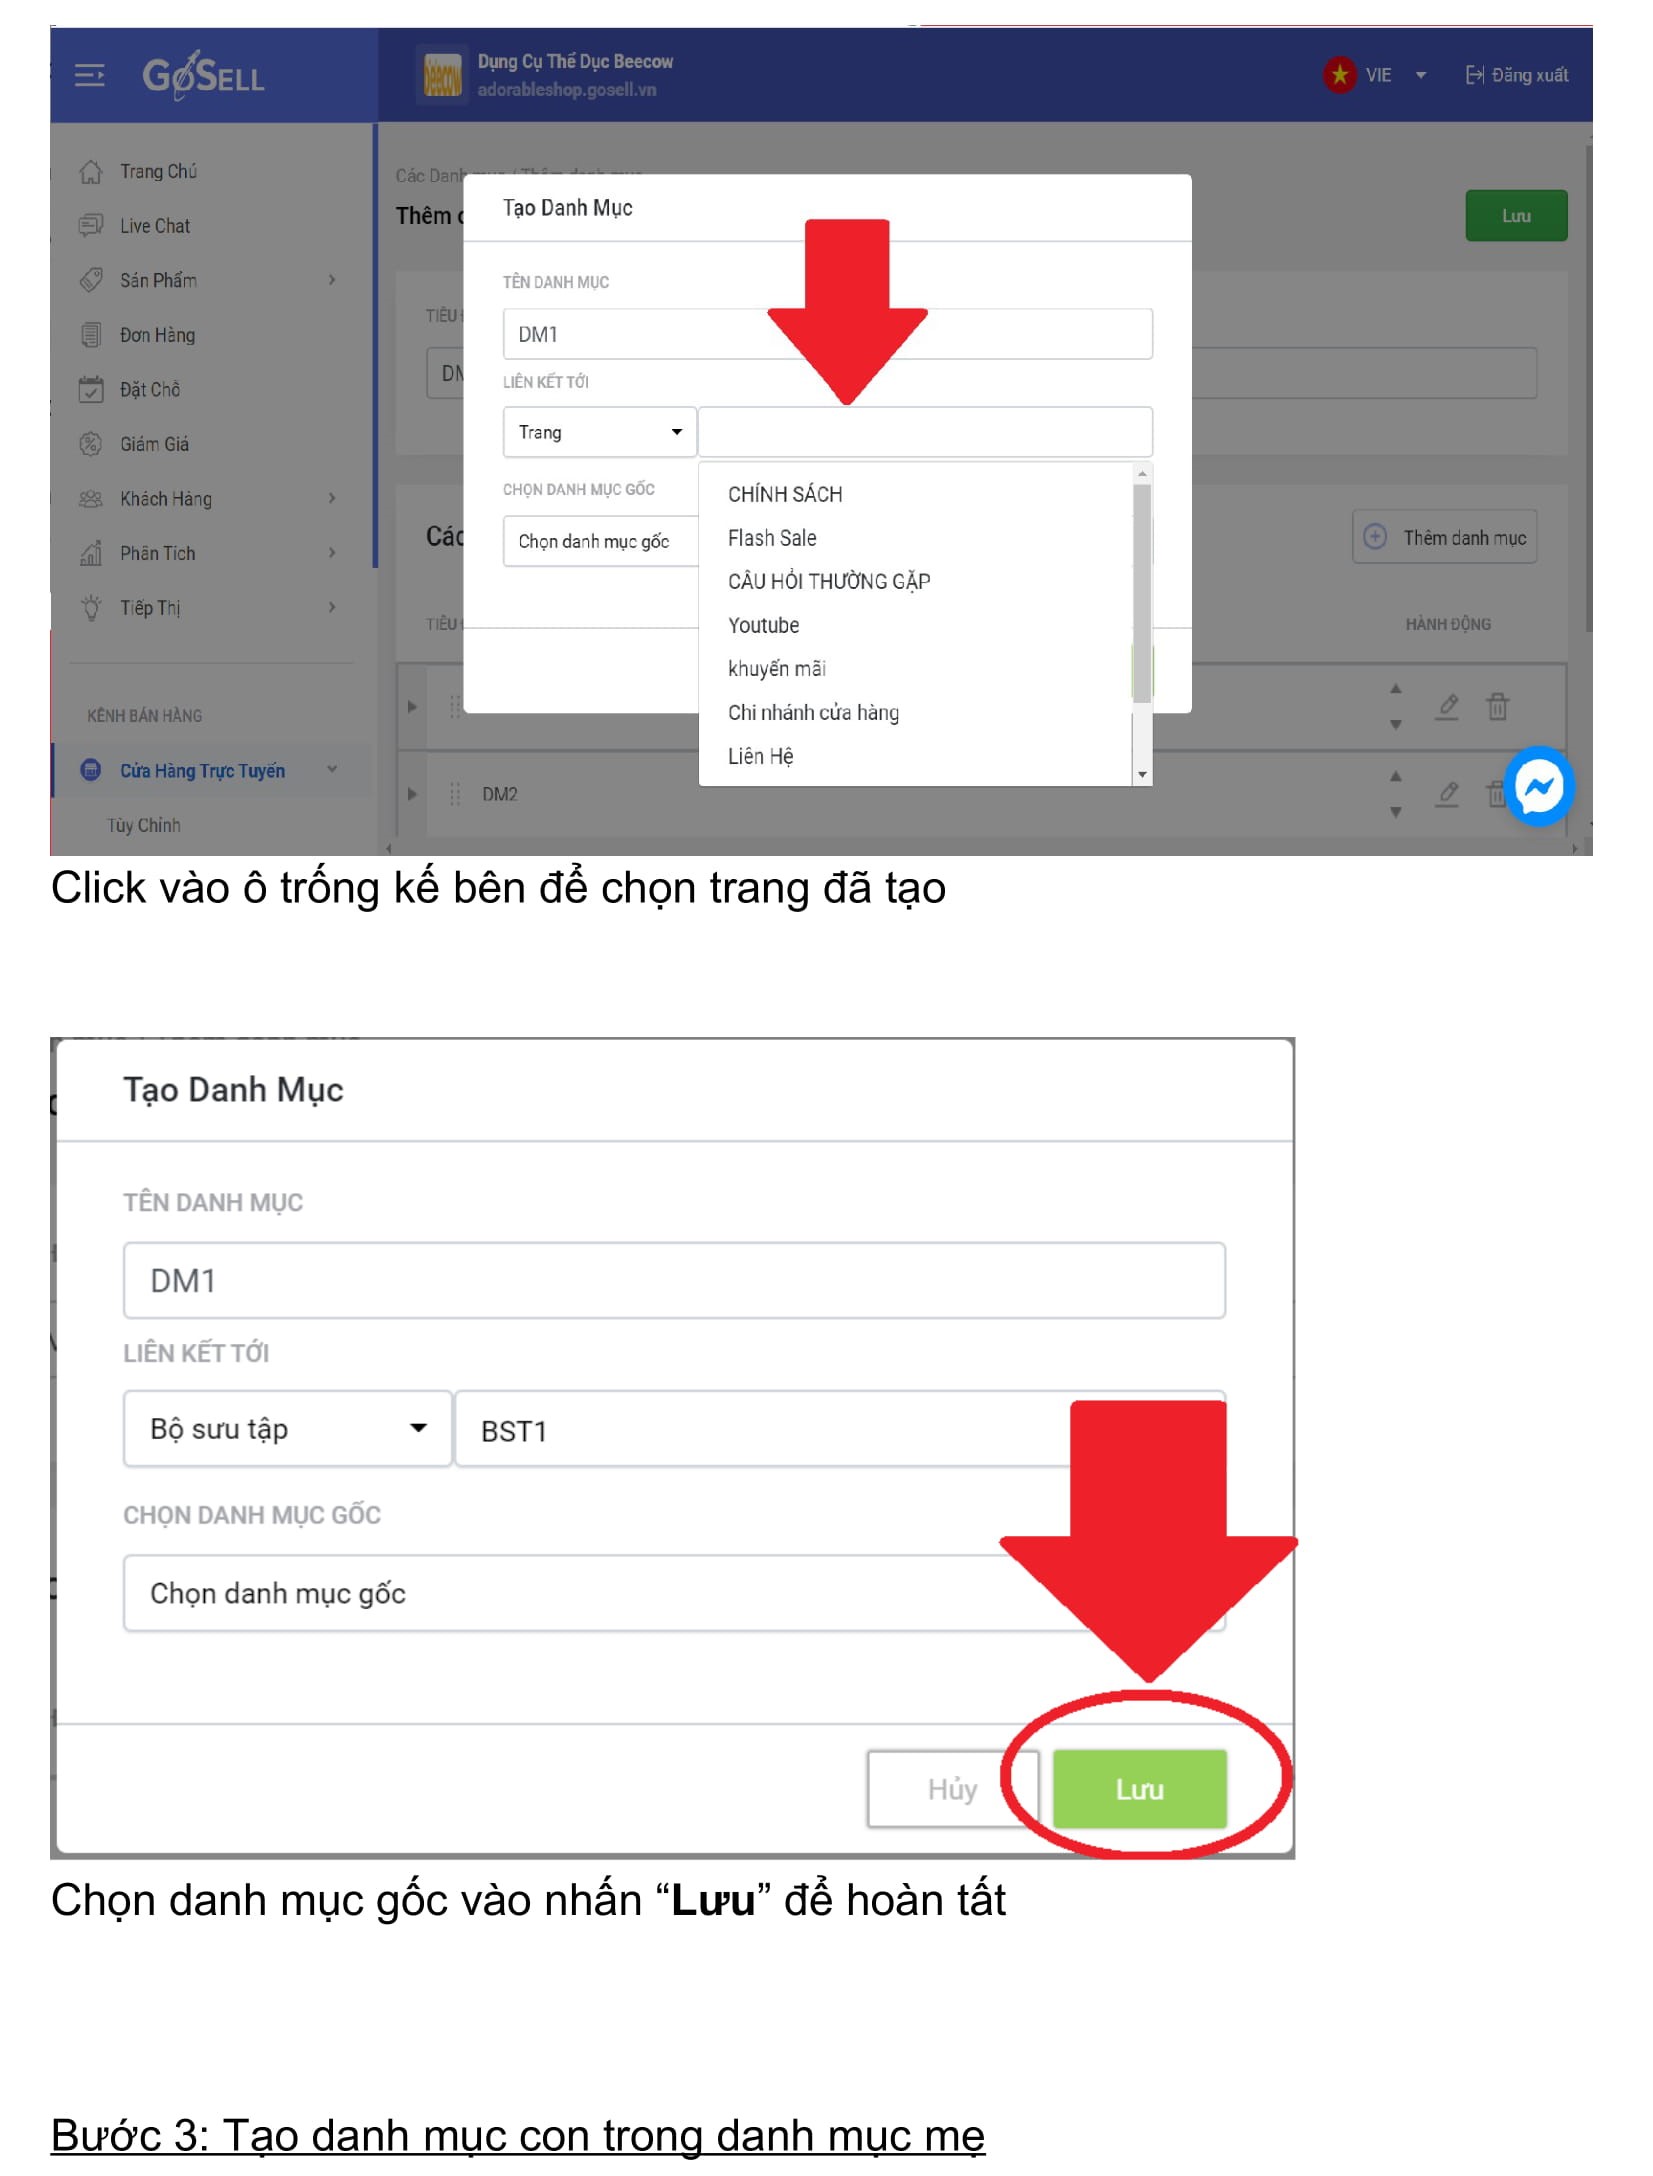 GOSELL
beecow
Dụng Cụ Thể Dục Beecow
adorableshop.gosell.vn
VIE
Đăng xuất
Trang Chủ
Live Chat
Sản Phẩm
Đơn Hàng
Đặt Chỗ
Giảm Giá
Khách Hàng
Phân Tích
Tiếp Thị
KÊNH BÁN HÀNG
Cửa Hàng Trực Tuyến
Tùy Chỉnh
Các Danh mục / Thêm danh mục
Thêm
Lưu
Tạo Danh Mục
TÊN DANH MỤC
DM1
LIÊN KẾT TỚI
Trang
CHỌN DANH MỤC GỐC
Chọn danh mục gốc
CHÍNH SÁCH
Flash Sale
CÂU HỎI THƯỜNG GẶP
Youtube
khuyến mãi
Chi nhánh cửa hàng
Liên Hệ
TIÊU
Các
Thêm danh mục
TIÊU
HÀNH ĐỘNG
DM2
Click vào ô trống kế bên để chọn trang đã tạo
Tạo Danh Mục
TÊN DANH MỤC
DM1
LIÊN KẾT TỚI
Bộ sưu tập
BST1
CHỌN DANH MỤC GỐC
Chọn danh mục gốc
Hủy
Lưu
Chọn danh mục gốc vào nhấn “Lưu” để hoàn tất
Bước 3: Tạo danh mục con trong danh mục mẹ